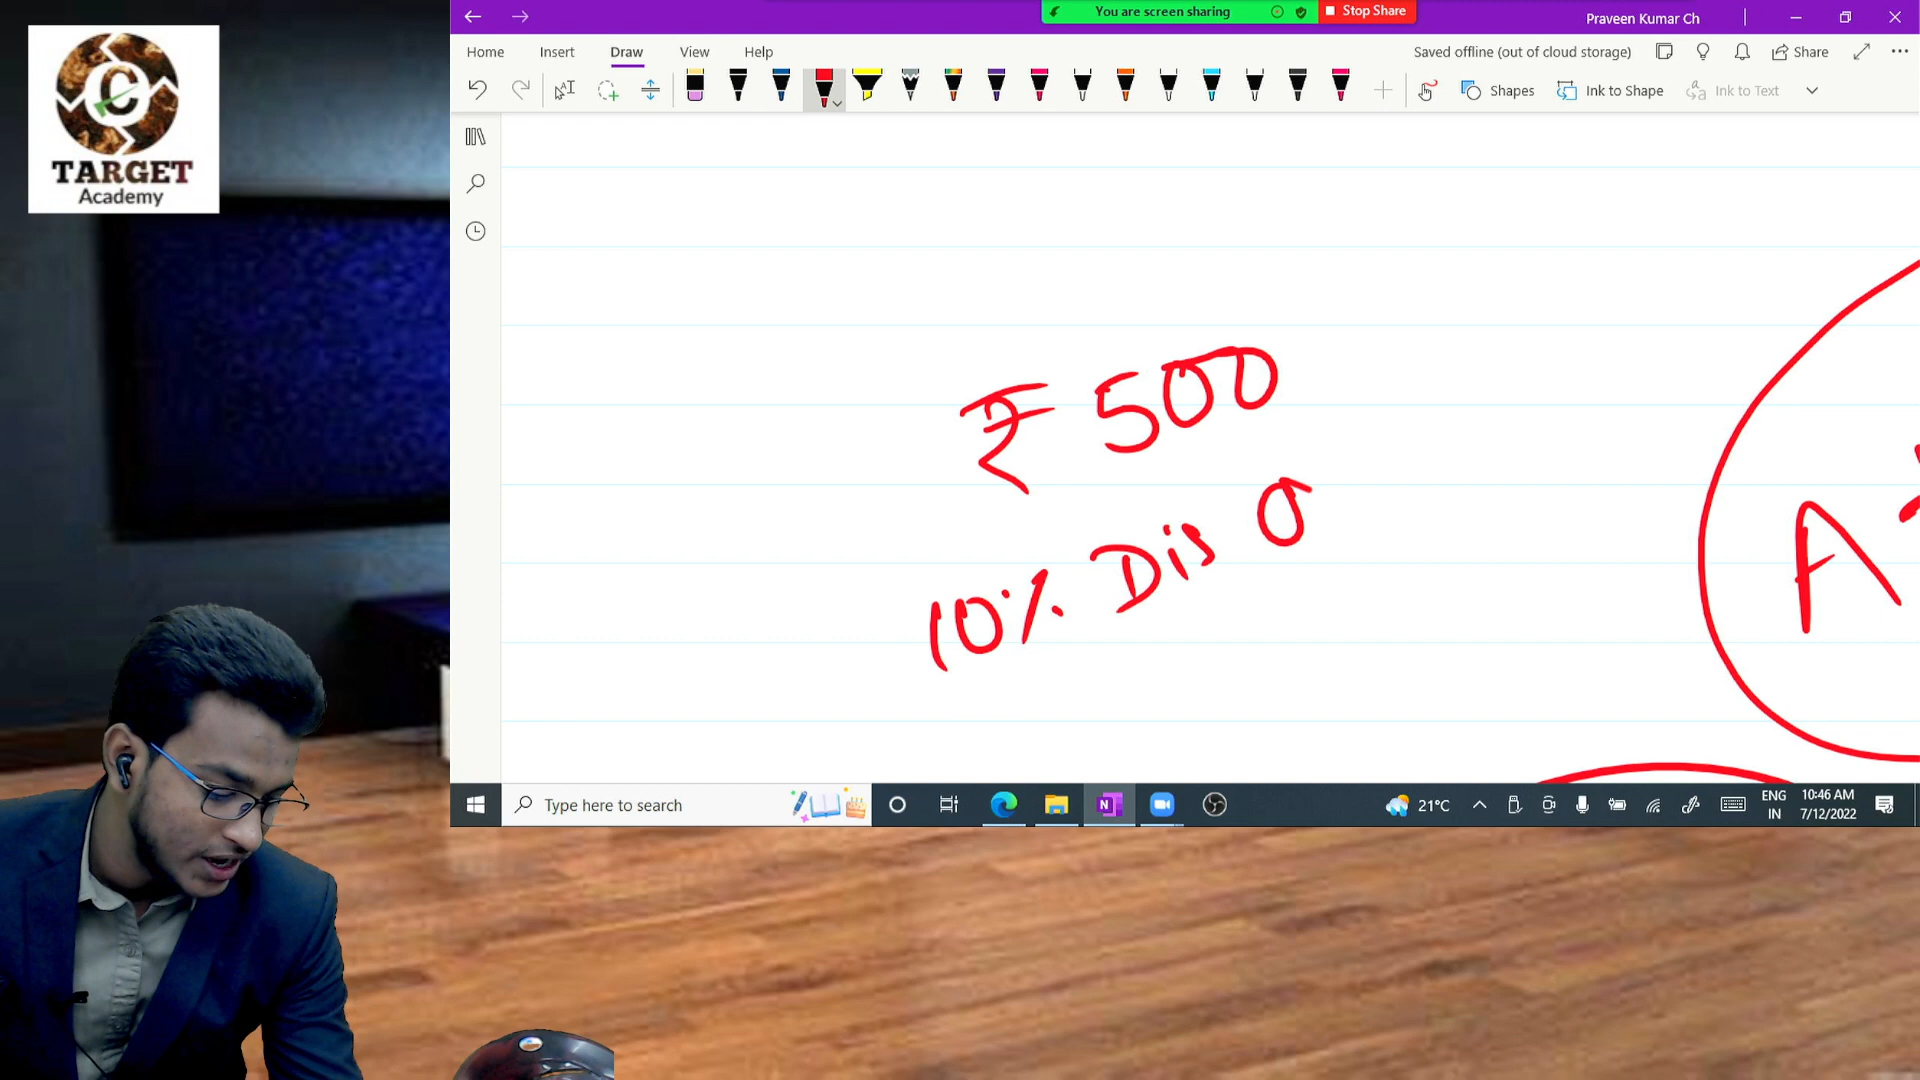 TARGET
Academy
You are screen sharing
Stop Share
Praveen Kumar Ch
Home Insert Draw View Help
Saved offline (out of cloud storage)
Share
Shapes
Ink to Shape
Ink to Text
₹ 500
10% Dis O
A
Type here to search
21°C
ENG
IN
10:46 AM
7/12/2022